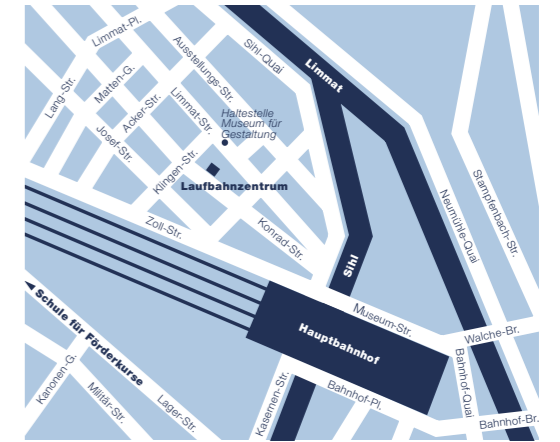 Limmat-Pl.
Ausstellungs-Str.
Sihl-Quai
Limmat
Lang-Str.
Matten-G.
Acker-Str.
Limmat-Str.
Josef-Str.
Haltestelle
Museum für
Gestaltung
Klingen-Str.
Laufbahnzentrum
Zoll-Str.
Konrad-Str.
Neumühle-Quai
Stampfenbach-Str.
Sihl
Museum-Str.
Walche-Br.
Hauptbahnhof
Schule für Förderkurse
Kanonen-G.
Militär-Str.
Lager-Str.
Kasernen-Str.
Bahnhof-Pl.
Bahnhof-Quai
Bahnhof-Br.